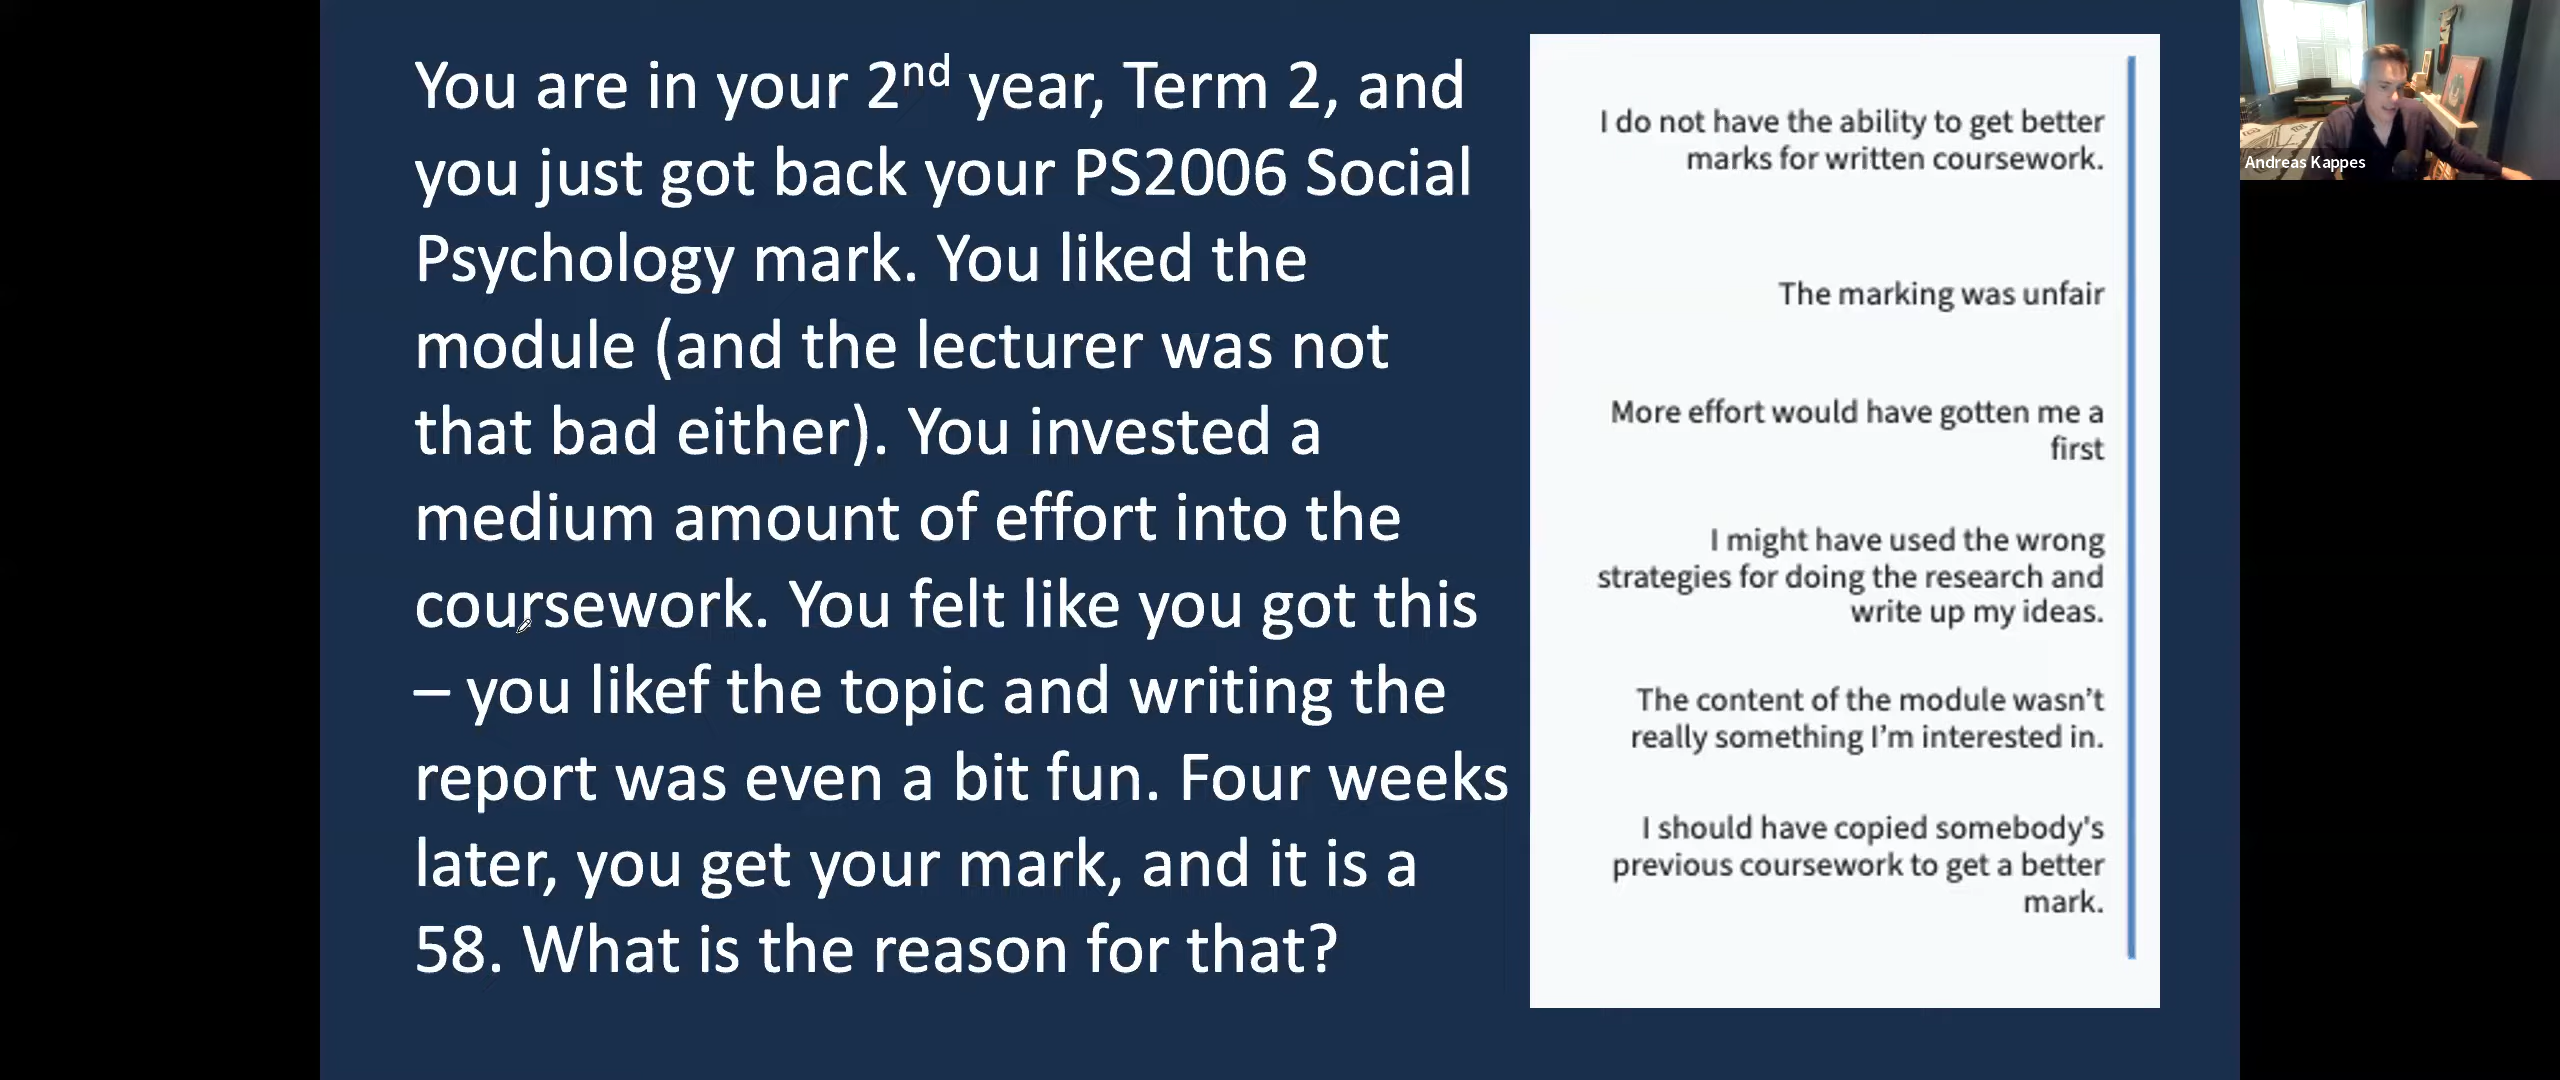 You are in your 2nd year, Term 2, and
you just got back your PS2006 Social
Psychology mark. You liked the
module (and the lecturer was not
that bad either). You invested a
medium amount of effort into the
coursework. You felt like you got this
– you likef the topic and writing the
report was even a bit fun. Four weeks
later, you get your mark, and it is a
58. What is the reason for that?
I do not have the ability to get better
marks for written coursework.
The marking was unfair
More effort would have gotten me a
first
I might have used the wrong
strategies for doing the research and
write up my ideas.
The content of the module wasn't
really something I'm interested in.
I should have copied somebody's
previous coursework to get a better
mark.
Andreas Kappes